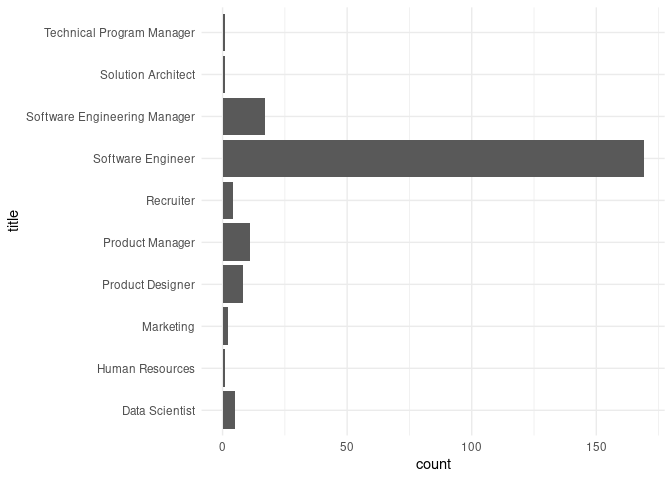 Technical Program Manager
Solution Architect
Software Engineering Manager
Software Engineer
Recruiter
Product Manager
Product Designer
Marketing
Human Resources
Data Scientist
title
0 50 100 150
count